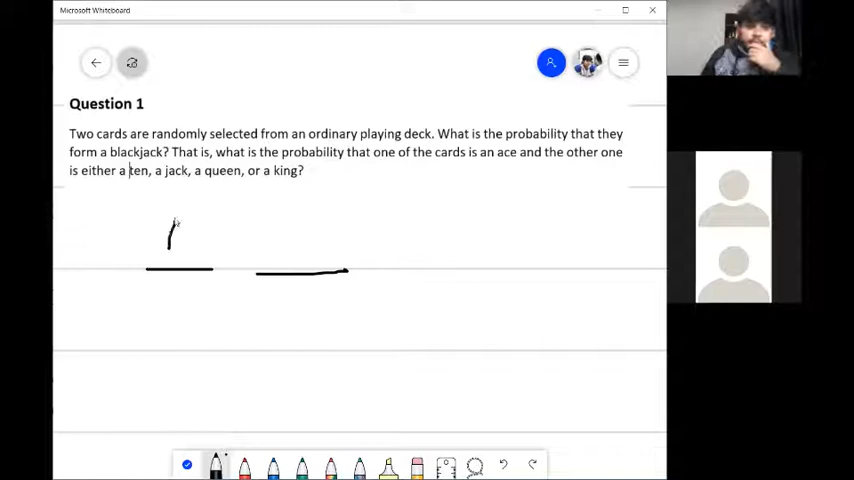 Microsoft Whiteboard
Question 1
Two cards are randomly selected from an ordinary playing deck. What is the probability that they
form a blackjack? That is, what is the probability that one of the cards is an ace and the other one
is either a ten, a jack, a queen, or a king?